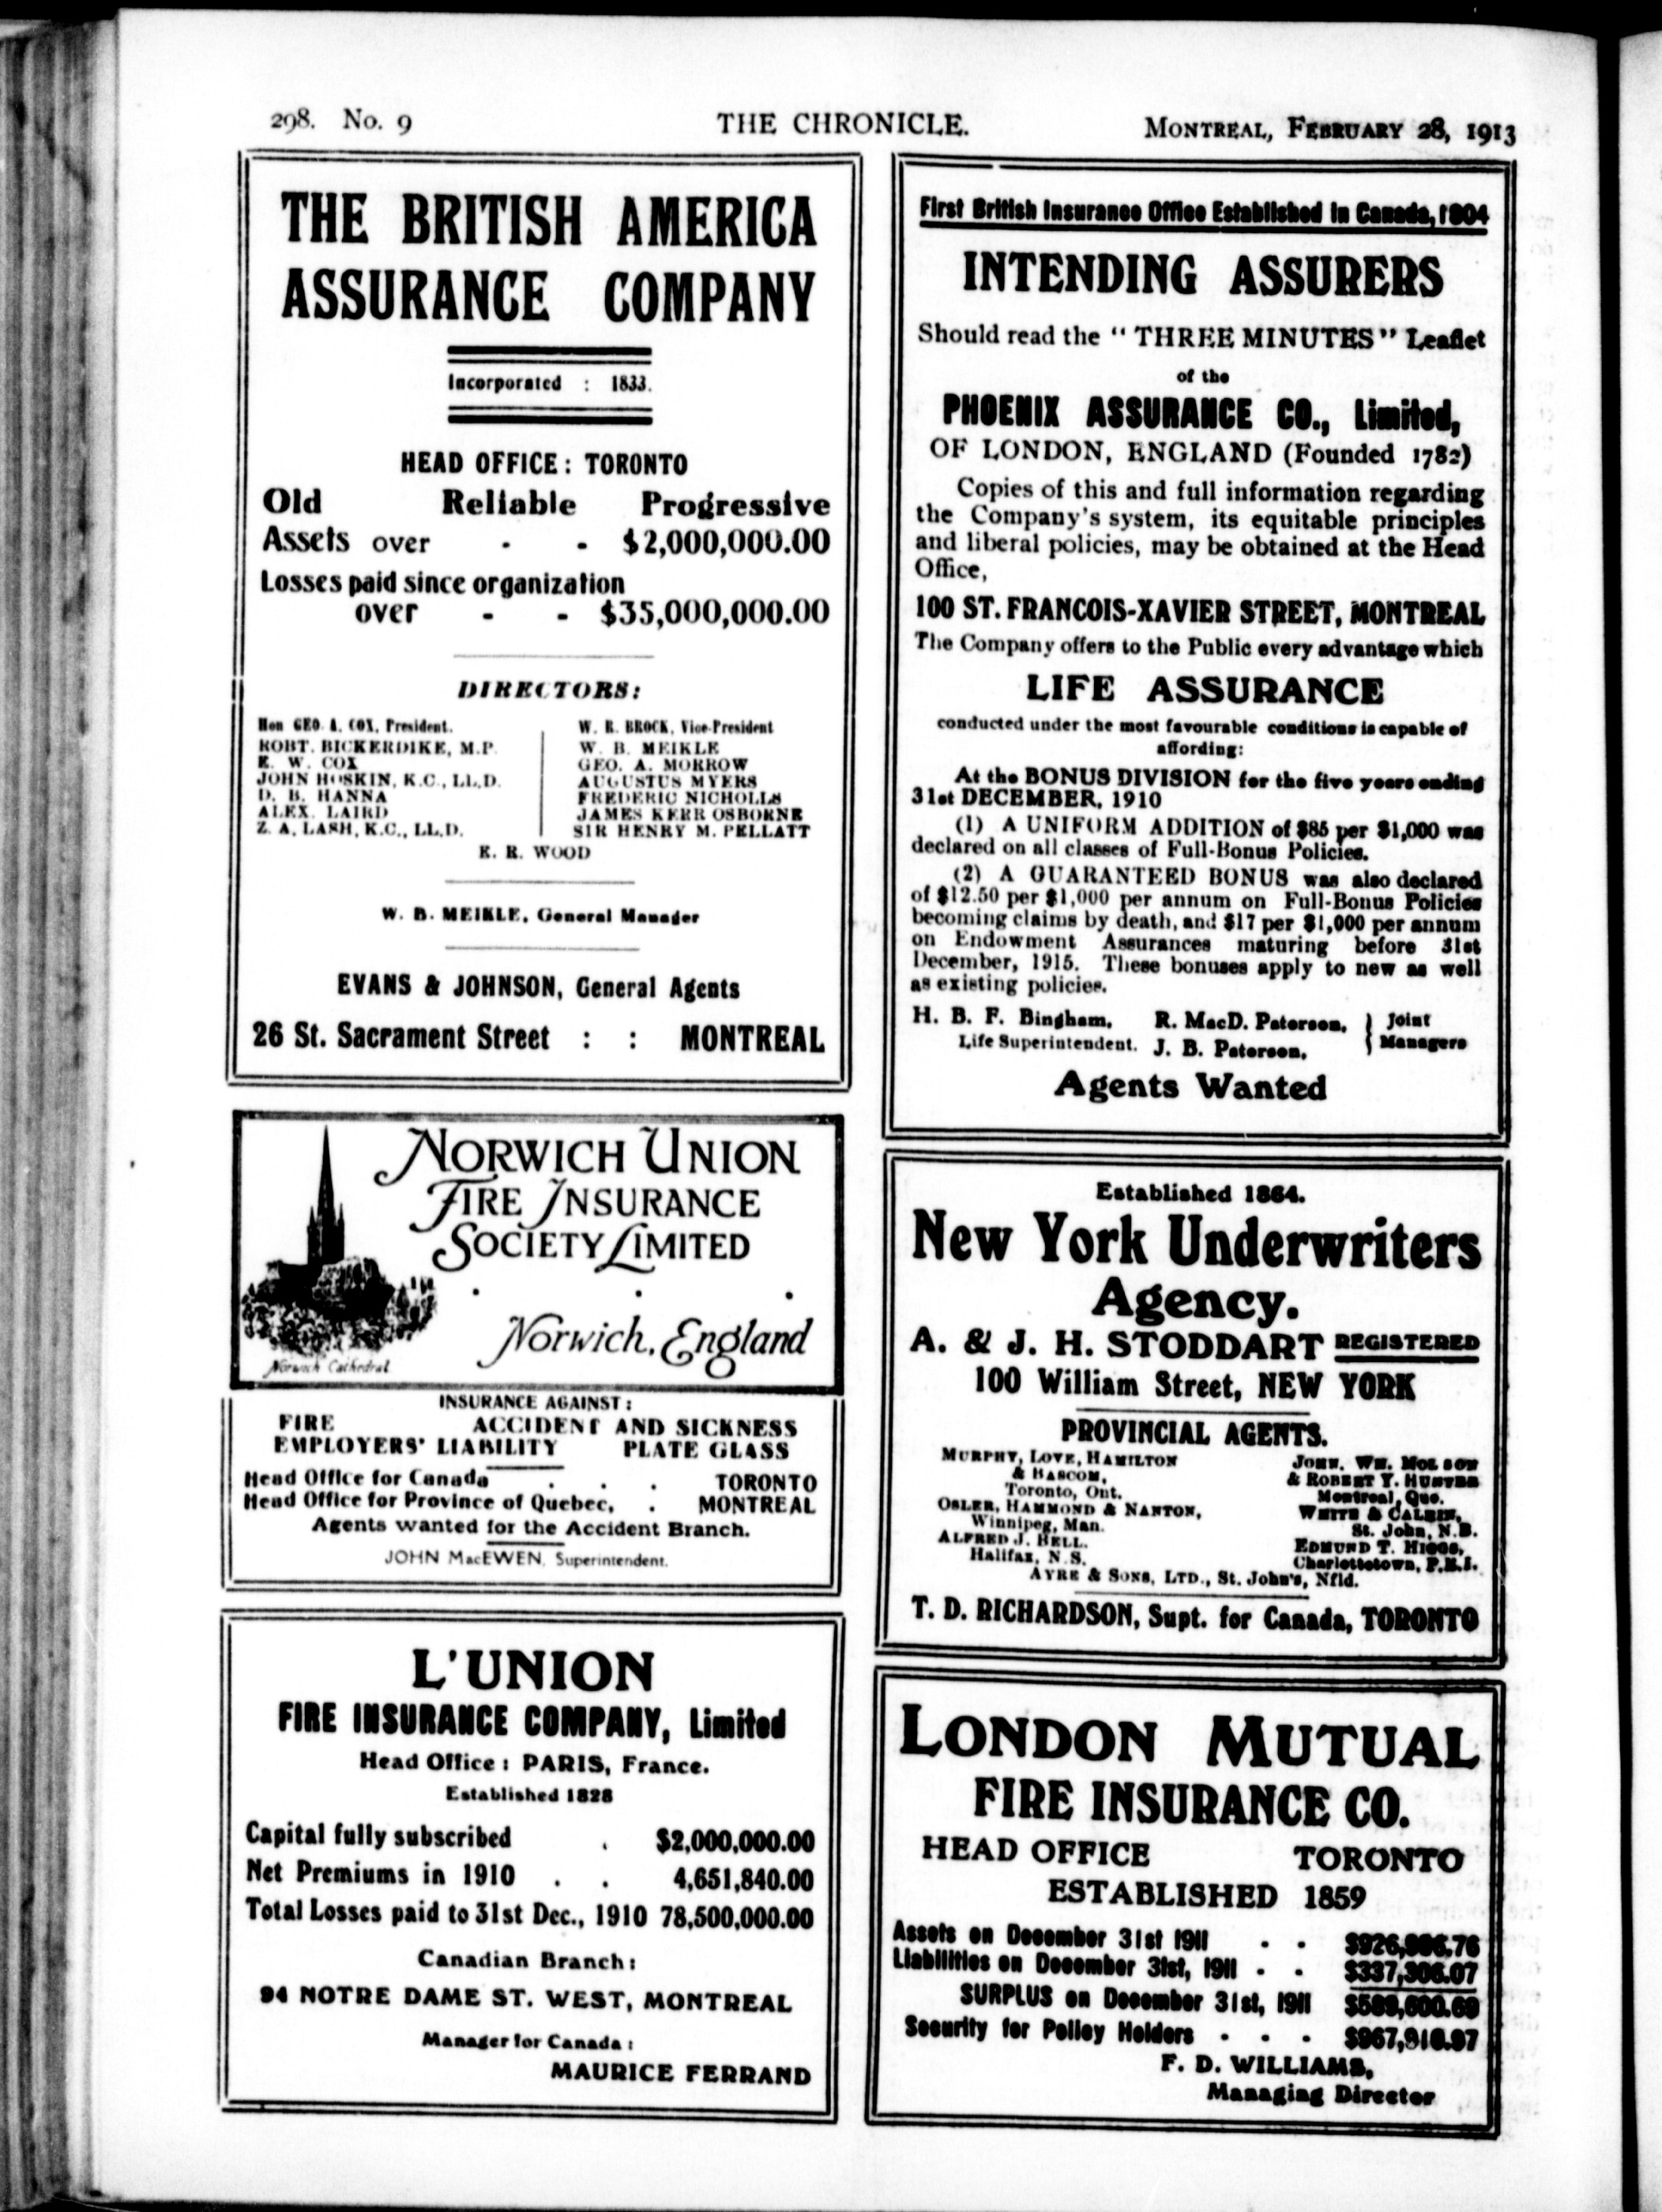 298. No. 9
THE CHRONICLE.
MONTREAL, FEBRUARY 28, 1913
THE BRITISH AMERICA
ASSURANCE COMPANY
Incorporated : 1833.
HEAD OFFICE: TORONTO
Old Reliable Progressive
Assets over - - $2,000,000.00
Losses paid since organization
over - - $35,000,000.00
DIRECTORS:
Hon GEO. A. COX, President. W. R. BROCK, Vice-President
ROBT. BICKERDIKE, M.P. W. B. MEIKLE
E. W. COX GEO. A. MORROW
JOHN HOSKIN, K.C., LL.D. AUGUSTUS MYERS
D. B. HANNA FREDERIC NICHOLLS
ALEX. LAIRD JAMES KERR OSBORNE
Z. A. LASH, K.C., LL.D. SIR HENRY M. PELLATT
E. R. WOOD
W. B. MEIKLE, General Manager
EVANS & JOHNSON, General Agents
26 St. Sacrament Street : : MONTREAL
NORWICH UNION
FIRE INSURANCE
SOCIETY LIMITED
Norwich, England
Norwich Cathedral
INSURANCE AGAINST:
FIRE ACCIDENT AND SICKNESS
EMPLOYERS' LIABILITY PLATE GLASS
Head Office for Canada . . . TORONTO
Head Office for Province of Quebec, . MONTREAL
Agents wanted for the Accident Branch.
JOHN MacEWEN, Superintendent.
L'UNION
FIRE INSURANCE COMPANY, Limited
Head Office: PARIS, France.
Established 1828
Capital fully subscribed . $2,000,000.00
Net Premiums in 1910 . . 4,651,840.00
Total Losses paid to 31st Dec., 1910 78,500,000.00
Canadian Branch:
94 NOTRE DAME ST. WEST, MONTREAL
Manager for Canada:
MAURICE FERRAND
First British Insurance Office Established in Canada, 1804
INTENDING ASSURERS
Should read the "THREE MINUTES" Leaflet
of the
PHOENIX ASSURANCE CO., Limited,
OF LONDON, ENGLAND (Founded 1782)
Copies of this and full information regarding
the Company's system, its equitable principles
and liberal policies, may be obtained at the Head
Office,
100 ST. FRANCOIS-XAVIER STREET, MONTREAL
The Company offers to the Public every advantage which
LIFE ASSURANCE
conducted under the most favourable conditions is capable of
affording:
At the BONUS DIVISION for the five years ending
31st DECEMBER, 1910
(1) A UNIFORM ADDITION of $85 per $1,000 was
declared on all classes of Full-Bonus Policies.
(2) A GUARANTEED BONUS was also declared
of $12.50 per $1,000 per annum on Full-Bonus Policies
becoming claims by death, and $17 per $1,000 per annum
on Endowment Assurances maturing before 31st
December, 1915. These bonuses apply to new as well
as existing policies.
H. B. F. Bingham, R. MacD. Paterson, } Joint
Life Superintendent. J. B. Paterson, } Managers
Agents Wanted
Established 1864.
New York Underwriters
Agency.
A. & J. H. STODDART REGISTERED
100 William Street, NEW YORK
PROVINCIAL AGENTS.
MURPHY, LOVE, HAMILTON
& BASCOM,
Toronto, Ont.
OSLER, HAMMOND & NANTON,
Winnipeg, Man.
ALFRED J. BELL.
Halifax, N.S.
JOHN. WM. MOLSON
& ROBERT Y. HUNTER
Montreal, Que.
WHITE & CALKIN,
St. John, N.B.
EDMUND T. HIGGS,
Charlottetown, P.E.I.
AYRE & SONS, LTD., St. John's, Nfld.
T. D. RICHARDSON, Supt. for Canada, TORONTO
LONDON MUTUAL
FIRE INSURANCE CO.
HEAD OFFICE TORONTO
ESTABLISHED 1859
Assets on December 31st 1911 - -
Liabilities on December 31st, 1911 - - $337,306.07
SURPLUS on December 31st, 1911
Security for Policy Holders - - -
F. D. WILLIAMS,
Managing Director